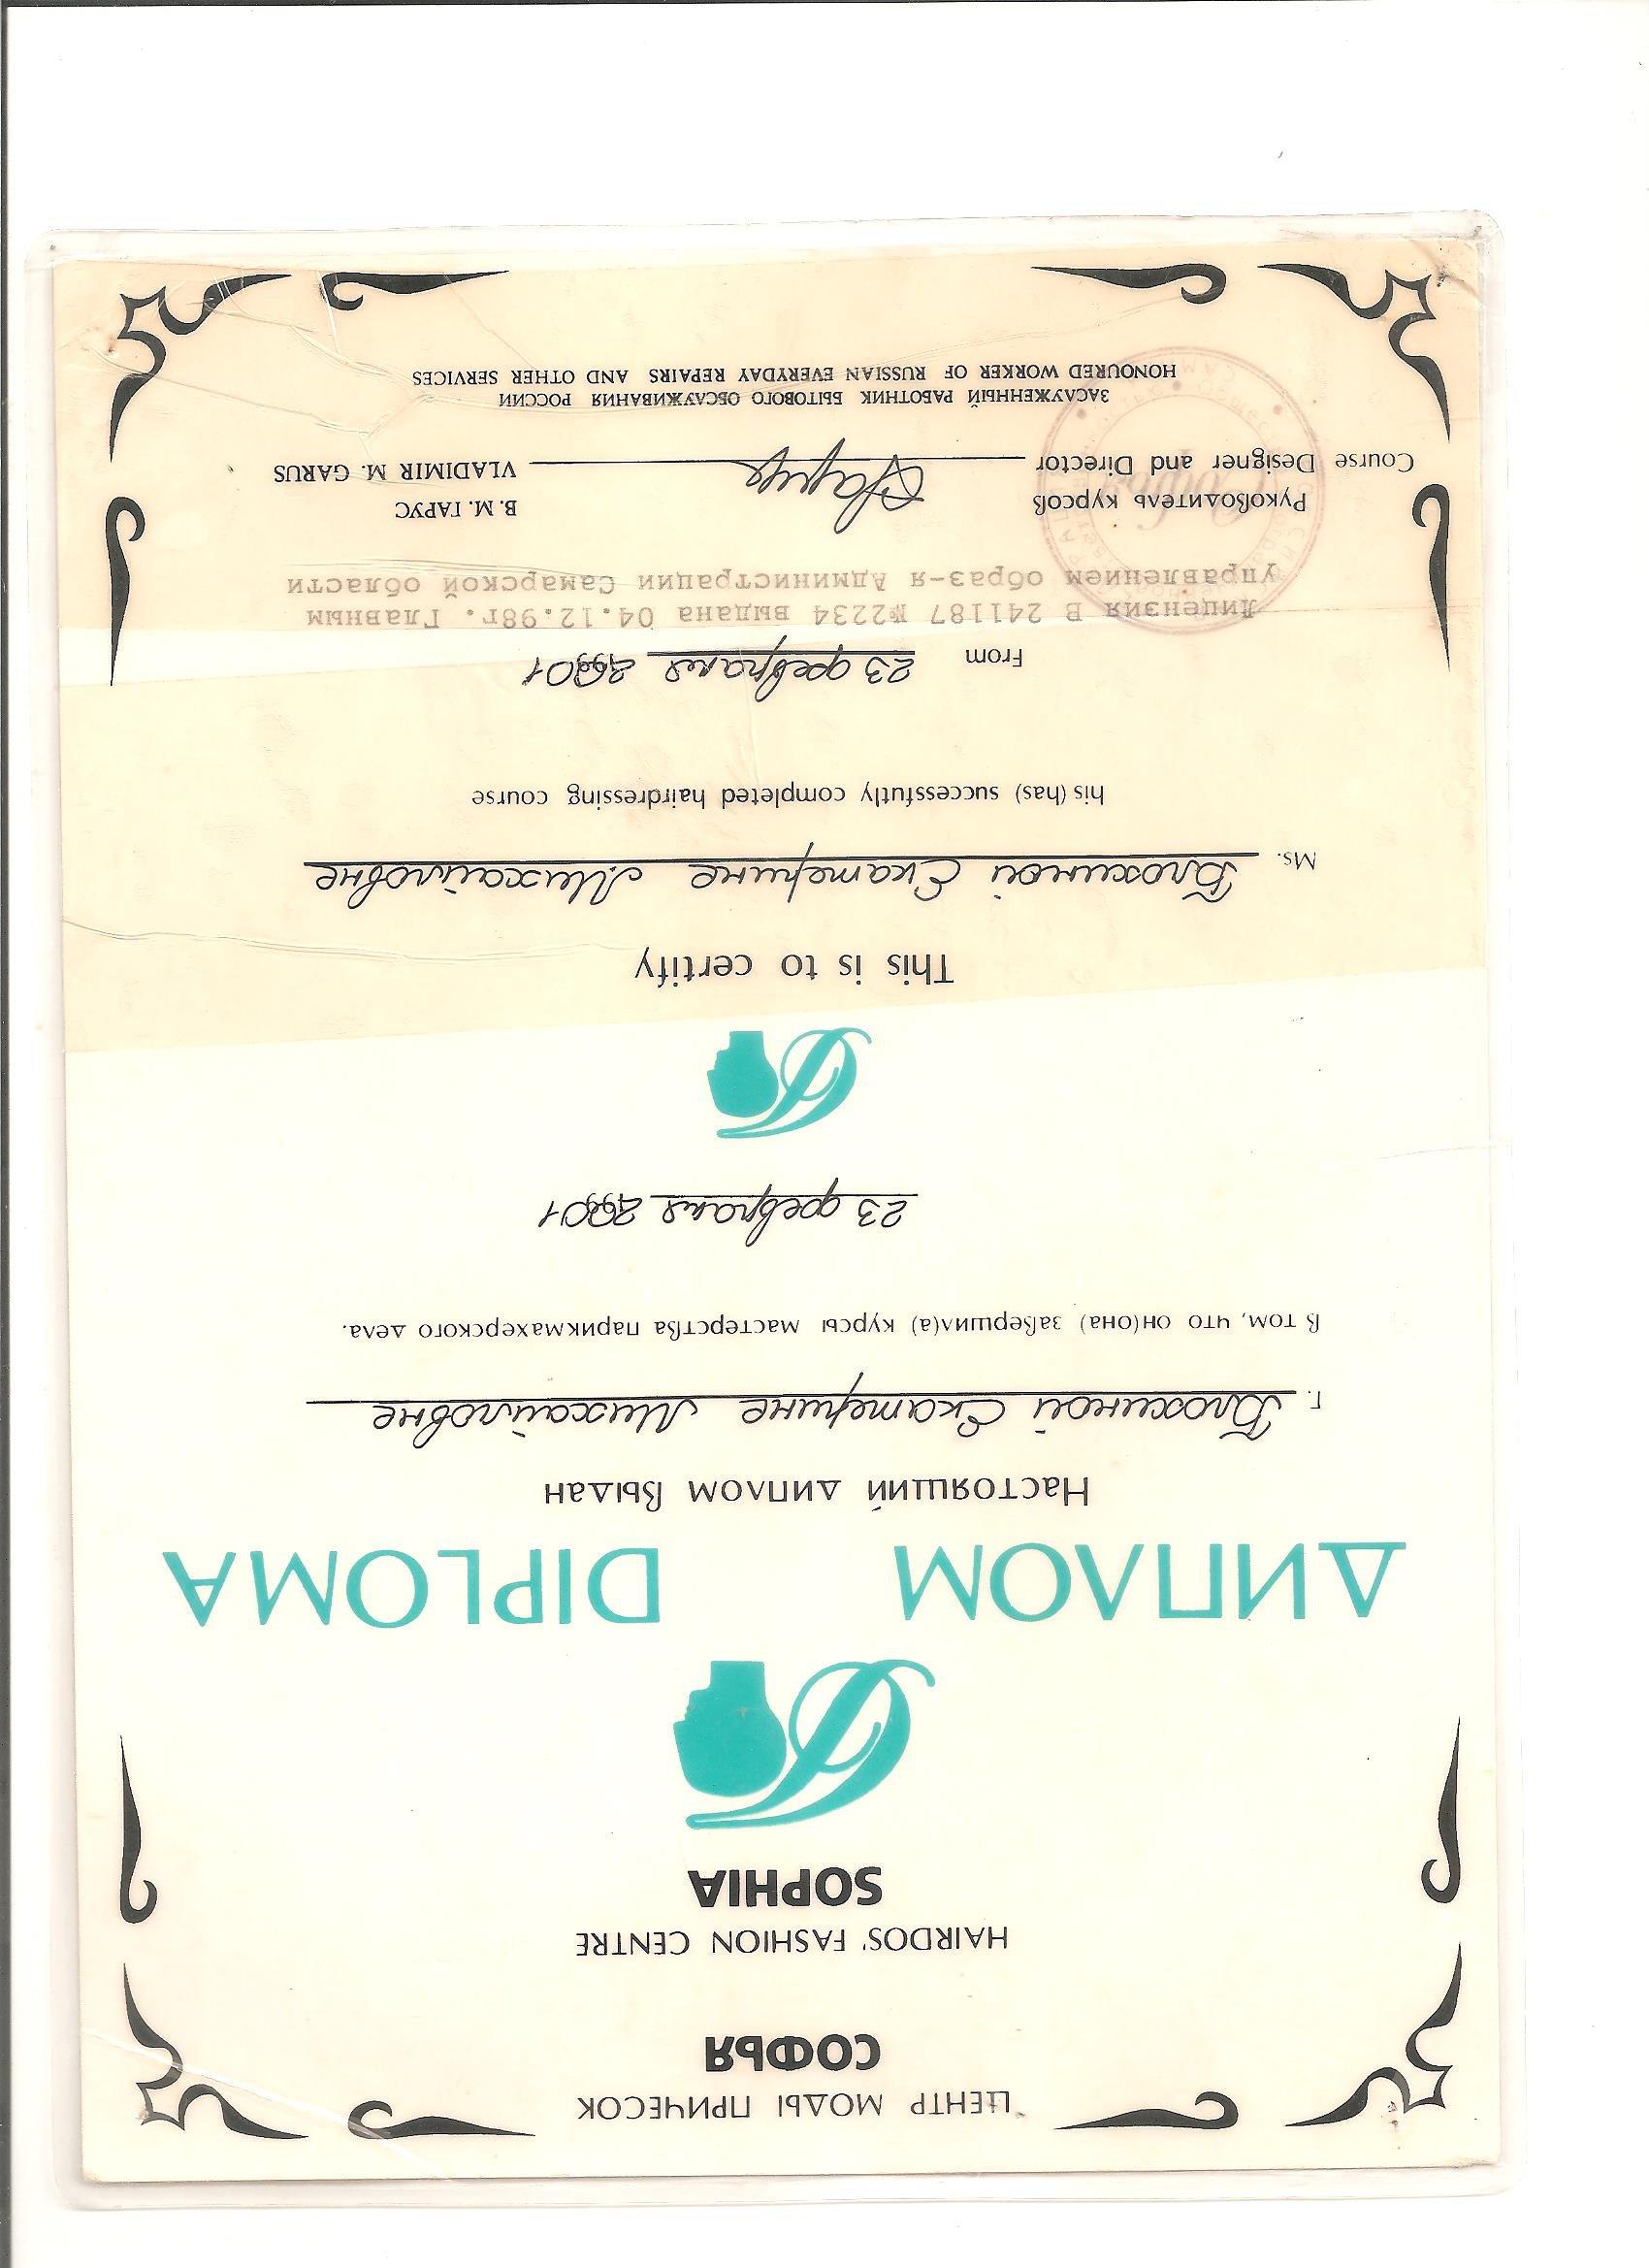 ЦЕНТР МОДЫ ПРИЧЕСОК
СОФЬЯ
HAIRDOS' FASHION CENTRE
SOPHIA
ДИПЛОМ DIPLOMA
Настоящий диплом выдан
г. Блохиной Екатерине Михайловне
в том, что он(она) завершил(а) курсы мастерства парикмахерского дела.
23 февраля 2001
This is to certify
Ms. Блохиной Екатерине Михайловне
his (has) successfutly completed hairdressing course
From 23 февраля 2001
Лицензия В 241187 №2234 выдана 04.12.98г. Главным
управлением образ-я Администрации Самарской области
Руководитель курсов В. М. ГАРУС
Course Designer and Director VLADIMIR M. GARUS
ЗАСЛУЖЕННЫЙ РАБОТНИК БЫТОВОГО ОБСЛУЖИВАНИЯ РОССИИ
HONOURED WORKER OF RUSSIAN EVERYDAY REPAIRS AND OTHER SERVICES